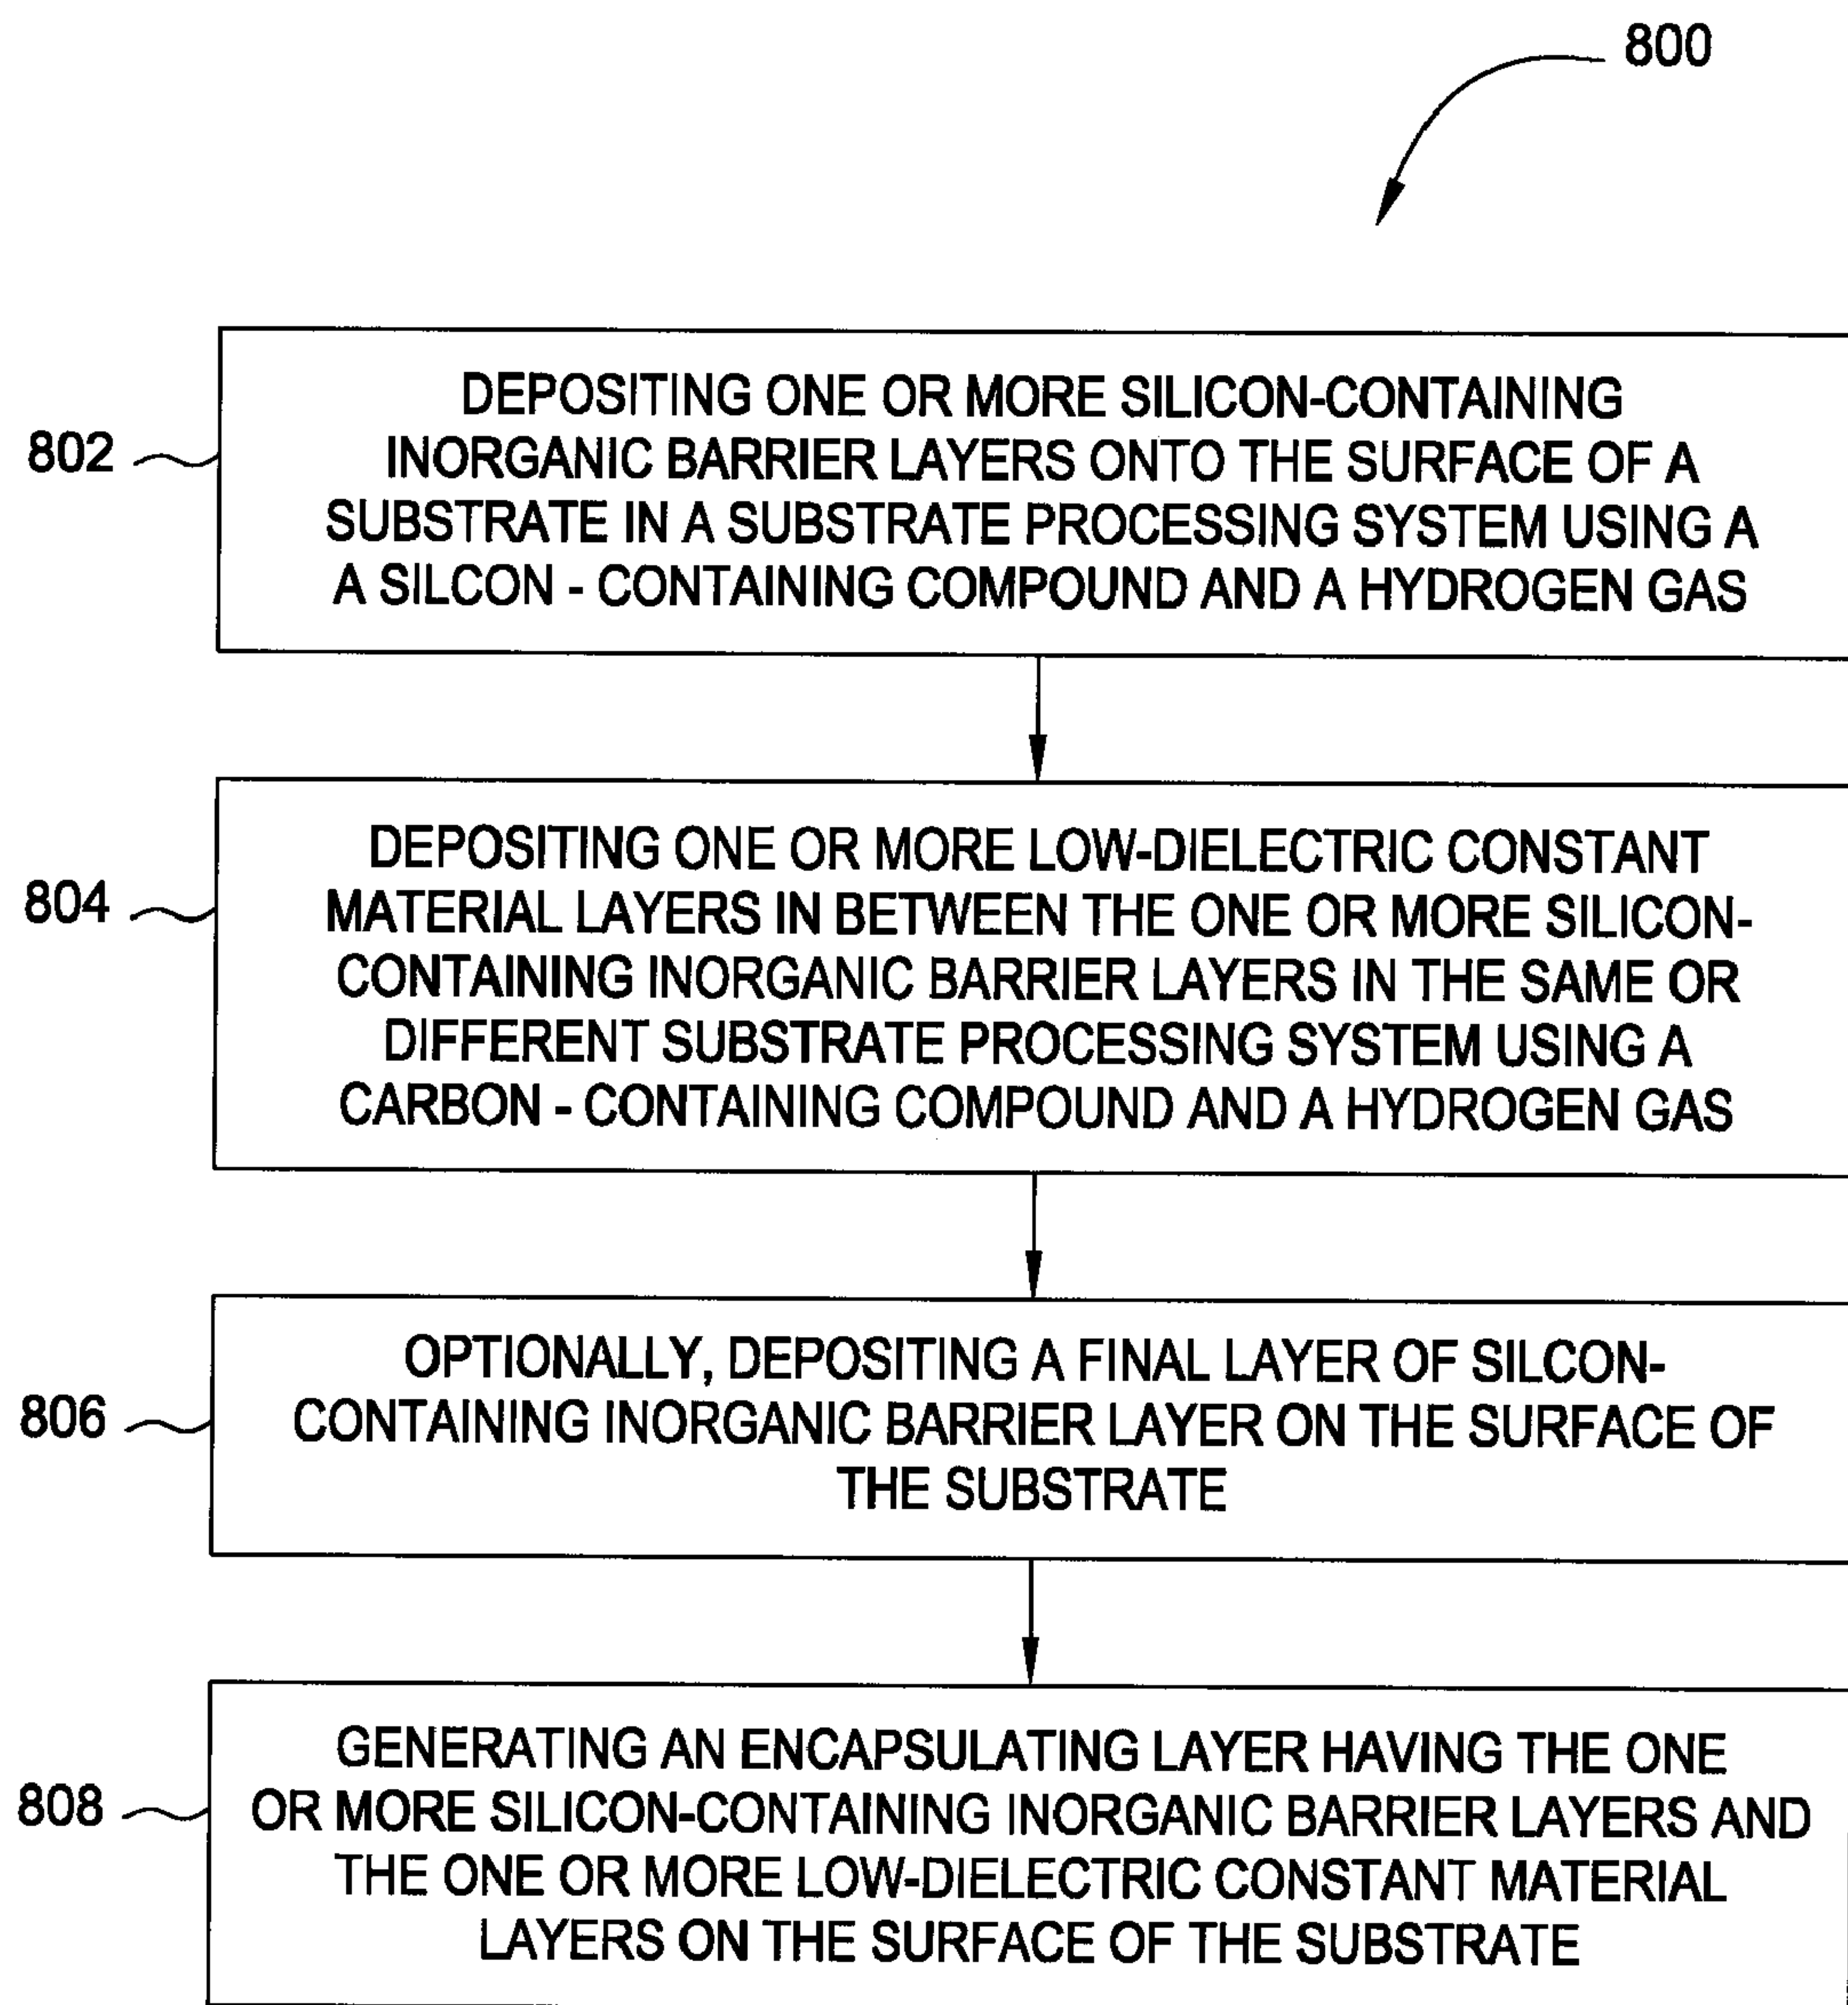 800
802
DEPOSITING ONE OR MORE SILICON-CONTAINING
INORGANIC BARRIER LAYERS ONTO THE SURFACE OF A
SUBSTRATE IN A SUBSTRATE PROCESSING SYSTEM USING A
A SILCON - CONTAINING COMPOUND AND A HYDROGEN GAS
804
DEPOSITING ONE OR MORE LOW-DIELECTRIC CONSTANT
MATERIAL LAYERS IN BETWEEN THE ONE OR MORE SILICON-
CONTAINING INORGANIC BARRIER LAYERS IN THE SAME OR
DIFFERENT SUBSTRATE PROCESSING SYSTEM USING A
CARBON - CONTAINING COMPOUND AND A HYDROGEN GAS
806
OPTIONALLY, DEPOSITING A FINAL LAYER OF SILCON-
CONTAINING INORGANIC BARRIER LAYER ON THE SURFACE OF
THE SUBSTRATE
808
GENERATING AN ENCAPSULATING LAYER HAVING THE ONE
OR MORE SILICON-CONTAINING INORGANIC BARRIER LAYERS AND
THE ONE OR MORE LOW-DIELECTRIC CONSTANT MATERIAL
LAYERS ON THE SURFACE OF THE SUBSTRATE